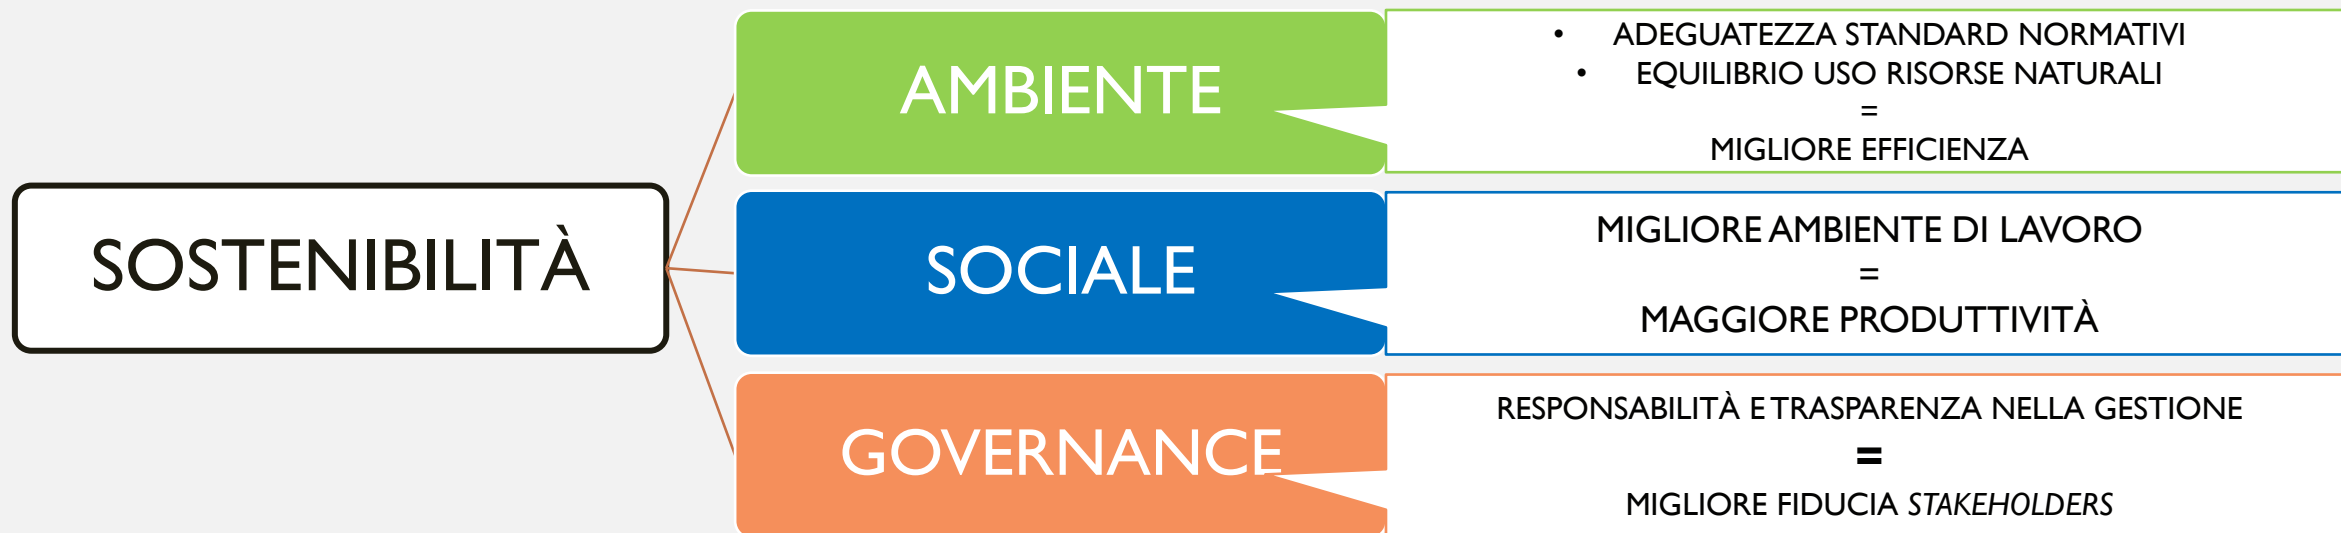 SOSTENIBILITÀ
AMBIENTE
• ADEGUATEZZA STANDARD NORMATIVI
• EQUILIBRIO USO RISORSE NATURALI
=
MIGLIORE EFFICIENZA
SOCIALE
MIGLIORE AMBIENTE DI LAVORO
=
MAGGIORE PRODUTTIVITÀ
GOVERNANCE
RESPONSABILITÀ E TRASPARENZA NELLA GESTIONE
=
MIGLIORE FIDUCIA STAKEHOLDERS